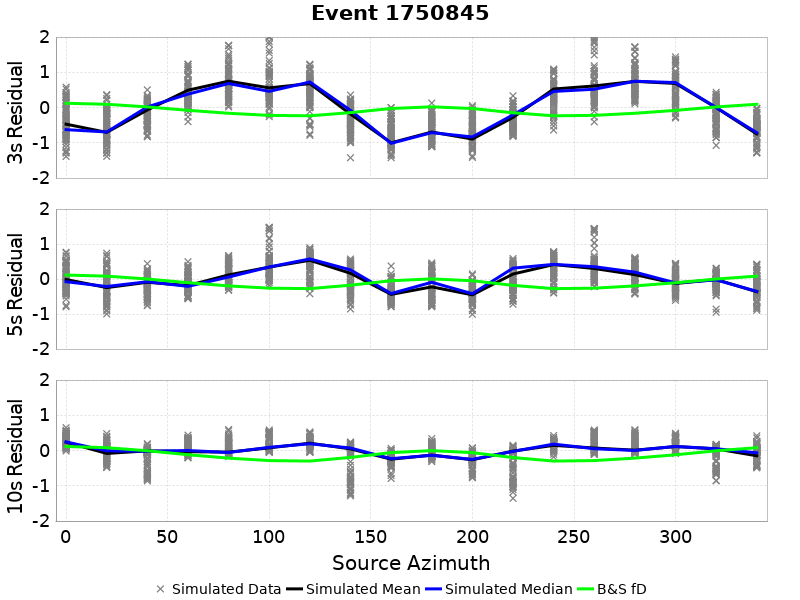 Event 1750845
2
1
0
-1
-2
3s Residual
2
1
0
-1
-2
5s Residual
2
1
0
-1
-2
10s Residual
0 50 100 150 200 250 300
Source Azimuth
Simulated Data Simulated Mean Simulated Median B&S fD